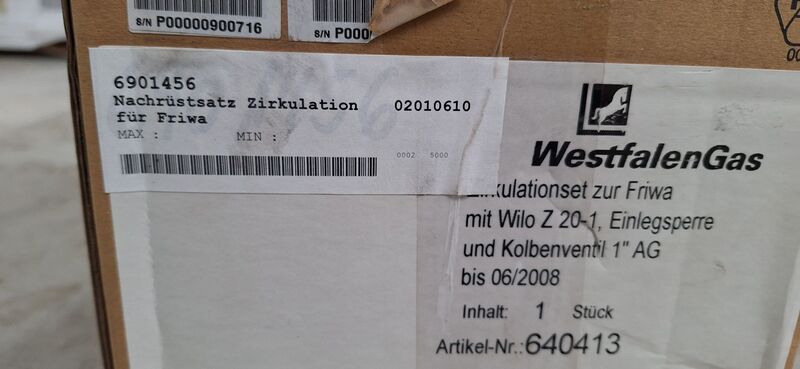 S/N P00000900716
S/N P000
6901456
Nachrüstsatz Zirkulation 02010610
für Friwa
MAX : MIN :
0002 5000
WestfalenGas
Zirkulationset zur Friwa
mit Wilo Z 20-1, Einlegsperre
und Kolbenventil 1" AG
bis 06/2008
Inhalt: 1 Stück
Artikel-Nr.: 640413